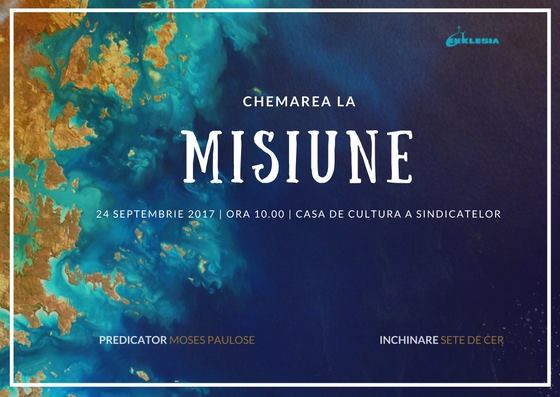 EKKLESIA
CHEMAREA LA
MISIUNE
24 SEPTEMBRIE 2017 | ORA 10.00 | CASA DE CULTURA A SINDICATELOR
PREDICATOR MOSES PAULOSE
INCHINARE SETE DE CER